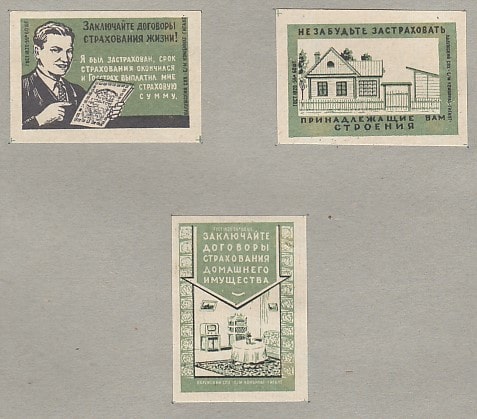 Заключайте договоры
страхования жизни!
Я был застрахован, срок
страхования окончился
и Госстрах выплатил мне
страховую
сумму.
НЕ ЗАБУДЬТЕ ЗАСТРАХОВАТЬ
ПРИНАДЛЕЖАЩИЕ ВАМ
СТРОЕНИЯ
ЗАКЛЮЧАЙТЕ
ДОГОВОРЫ
СТРАХОВАНИЯ
ДОМАШНЕГО
ИМУЩЕСТВА